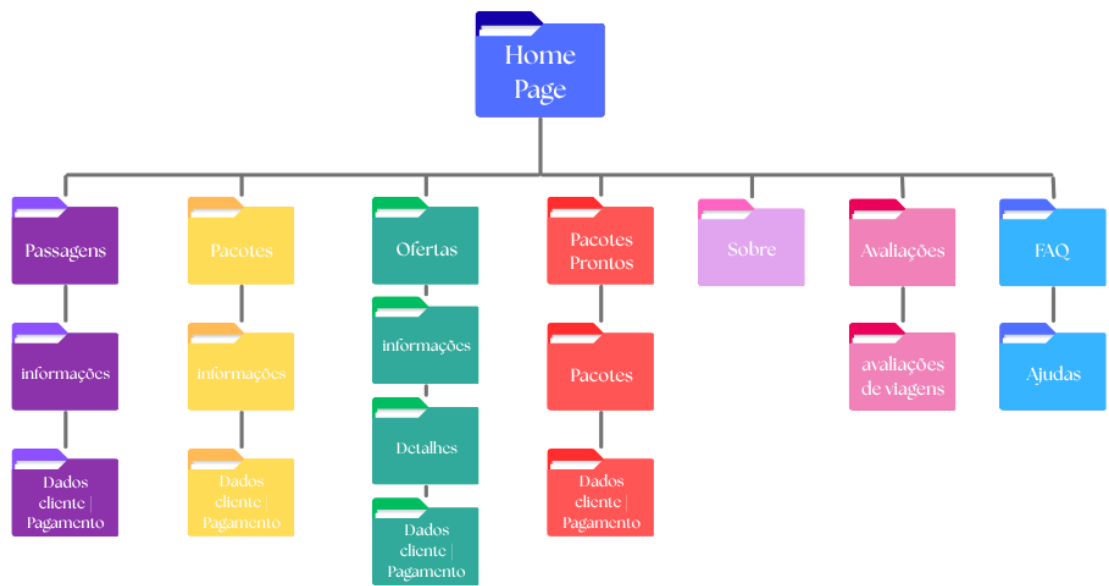 Home
Page
Passagens
Pacotes
Ofertas
Pacotes
Prontos
Sobre
Avaliações
FAQ
informações
informações
informações
Pacotes
avaliações
de viagens
Ajudas
Detalhes
Dados
cliente |
Pagamento
Dados
cliente |
Pagamento
Dados
cliente |
Pagamento
Dados
cliente |
Pagamento